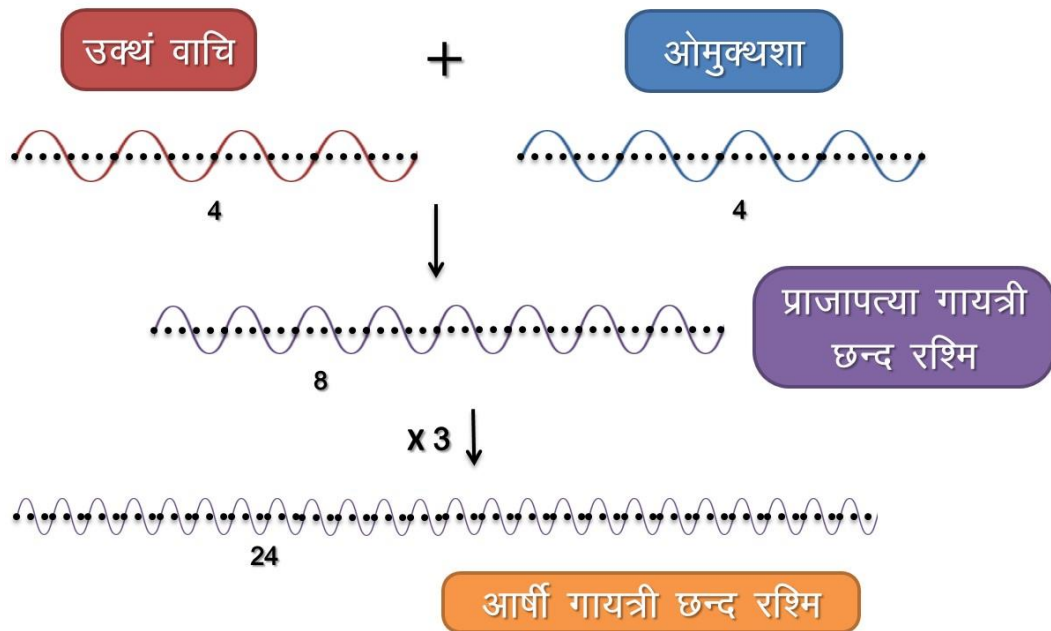 उक्थं वाचि + ओमुक्थशा
4 4
प्राजापत्या गायत्री
छन्द रश्मि
8
X 3
24
आर्षी गायत्री छन्द रश्मि